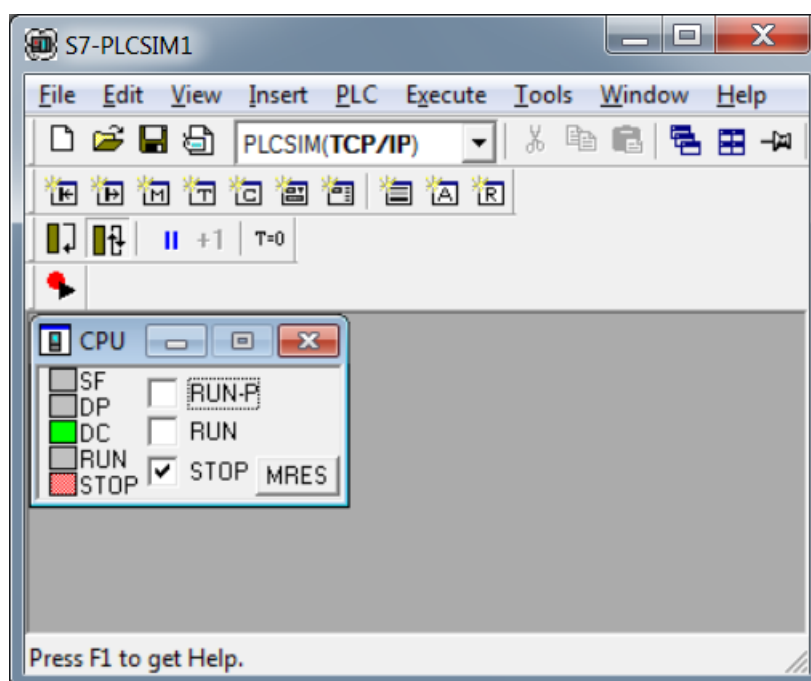 S7-PLCSIM1
File Edit View Insert PLC Execute Tools Window Help
PLCSIM(TCP/IP)
M T C A R
+1 T=0
CPU
SF
DP
DC
RUN
STOP
RUN-P
RUN
STOP MRES
Press F1 to get Help.